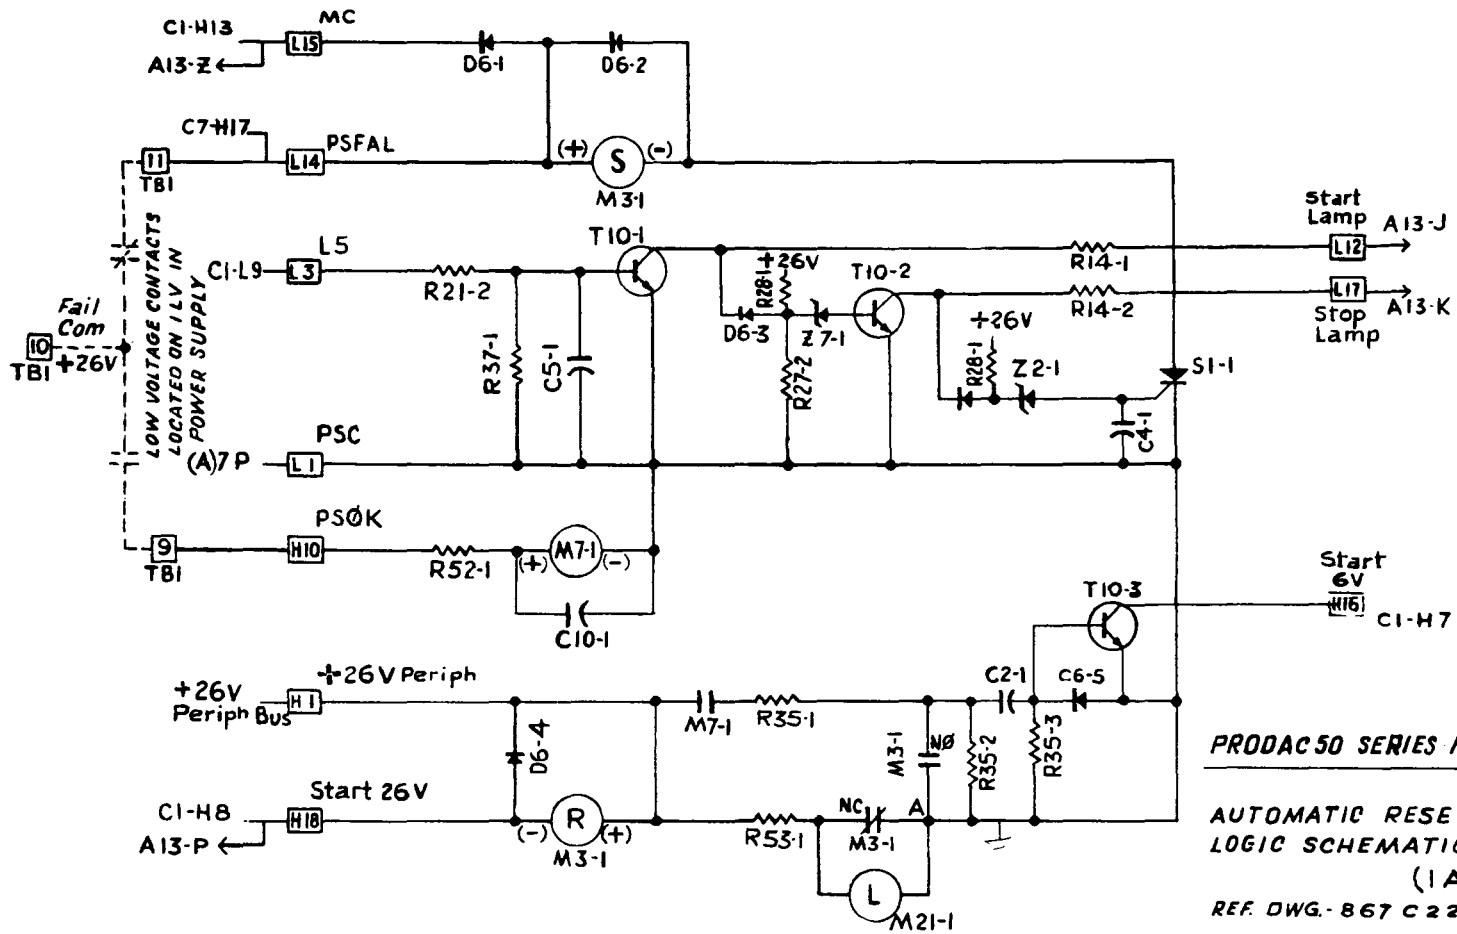 C1-H13
MC
L15
A13-Z
D6-1
D6-2
C7-H17
PSFAL
11
TB1
L14
(+)
S
(-)
M3-1
LOW VOLTAGE CONTACTS
LOCATED ON 1 LV IN
POWER SUPPLY
Fail
Com
10
+26V
TB1
C1-L9
L3
L5
R21-2
T10-1
R37-1
C5-1
R28-1
+26V
D6-3
Z7-1
R27-2
T10-2
R14-1
Start
Lamp
L12
A13-J
R14-2
L17
A13-K
Stop
Lamp
+26V
R28-1
Z2-1
S1-1
C4-1
(A)7P
L1
PSC
9
TB1
H10
PSØK
R52-1
(+)
M7-1
(-)
C10-1
T10-3
Start
6V
H16
C1-H7
+26V
Periph Bus
H1
+26V Periph
M7-1
R35-1
C2-1
C6-5
D6-4
M3-1
NØ
R35-2
R35-3
C1-H8
A13-P
H18
Start 26V
(-)
R
(+)
M3-1
R53-1
NC
M3-1
A
L
M21-1
PRODAC 50 SERIES
AUTOMATIC RESE
LOGIC SCHEMATIC
(1A
REF. DWG.- 867 C 22